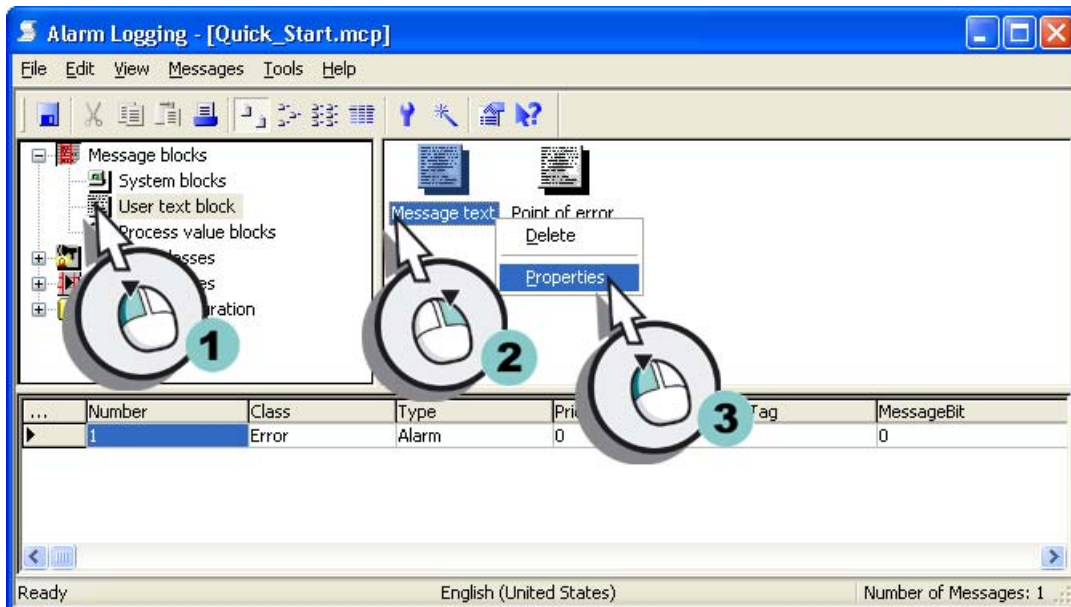 Alarm Logging - [Quick_Start.mcp]
File Edit View Messages Tools Help
Message blocks
System blocks
User text block
Process value blocks
Message text Point of error
Delete
Properties
1
2
3
... Number Class Type Tag MessageBit
1 Error Alarm 0 0
Ready English (United States) Number of Messages: 1